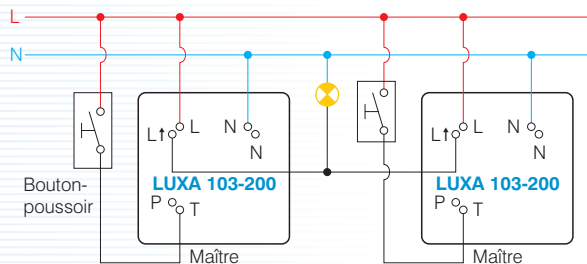 L
N
L↑ L N
N
LUXA 103-200
P T
Bouton-
poussoir
Maître
L↑ L N
N
LUXA 103-200
P T
Maître